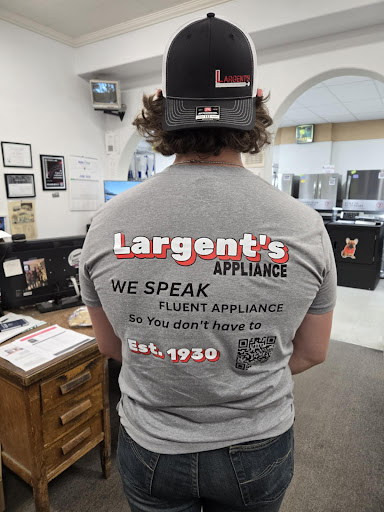 LARGENT'S
Largent's
APPLIANCE
WE SPEAK
FLUENT APPLIANCE
So You don't have to
Est. 1930